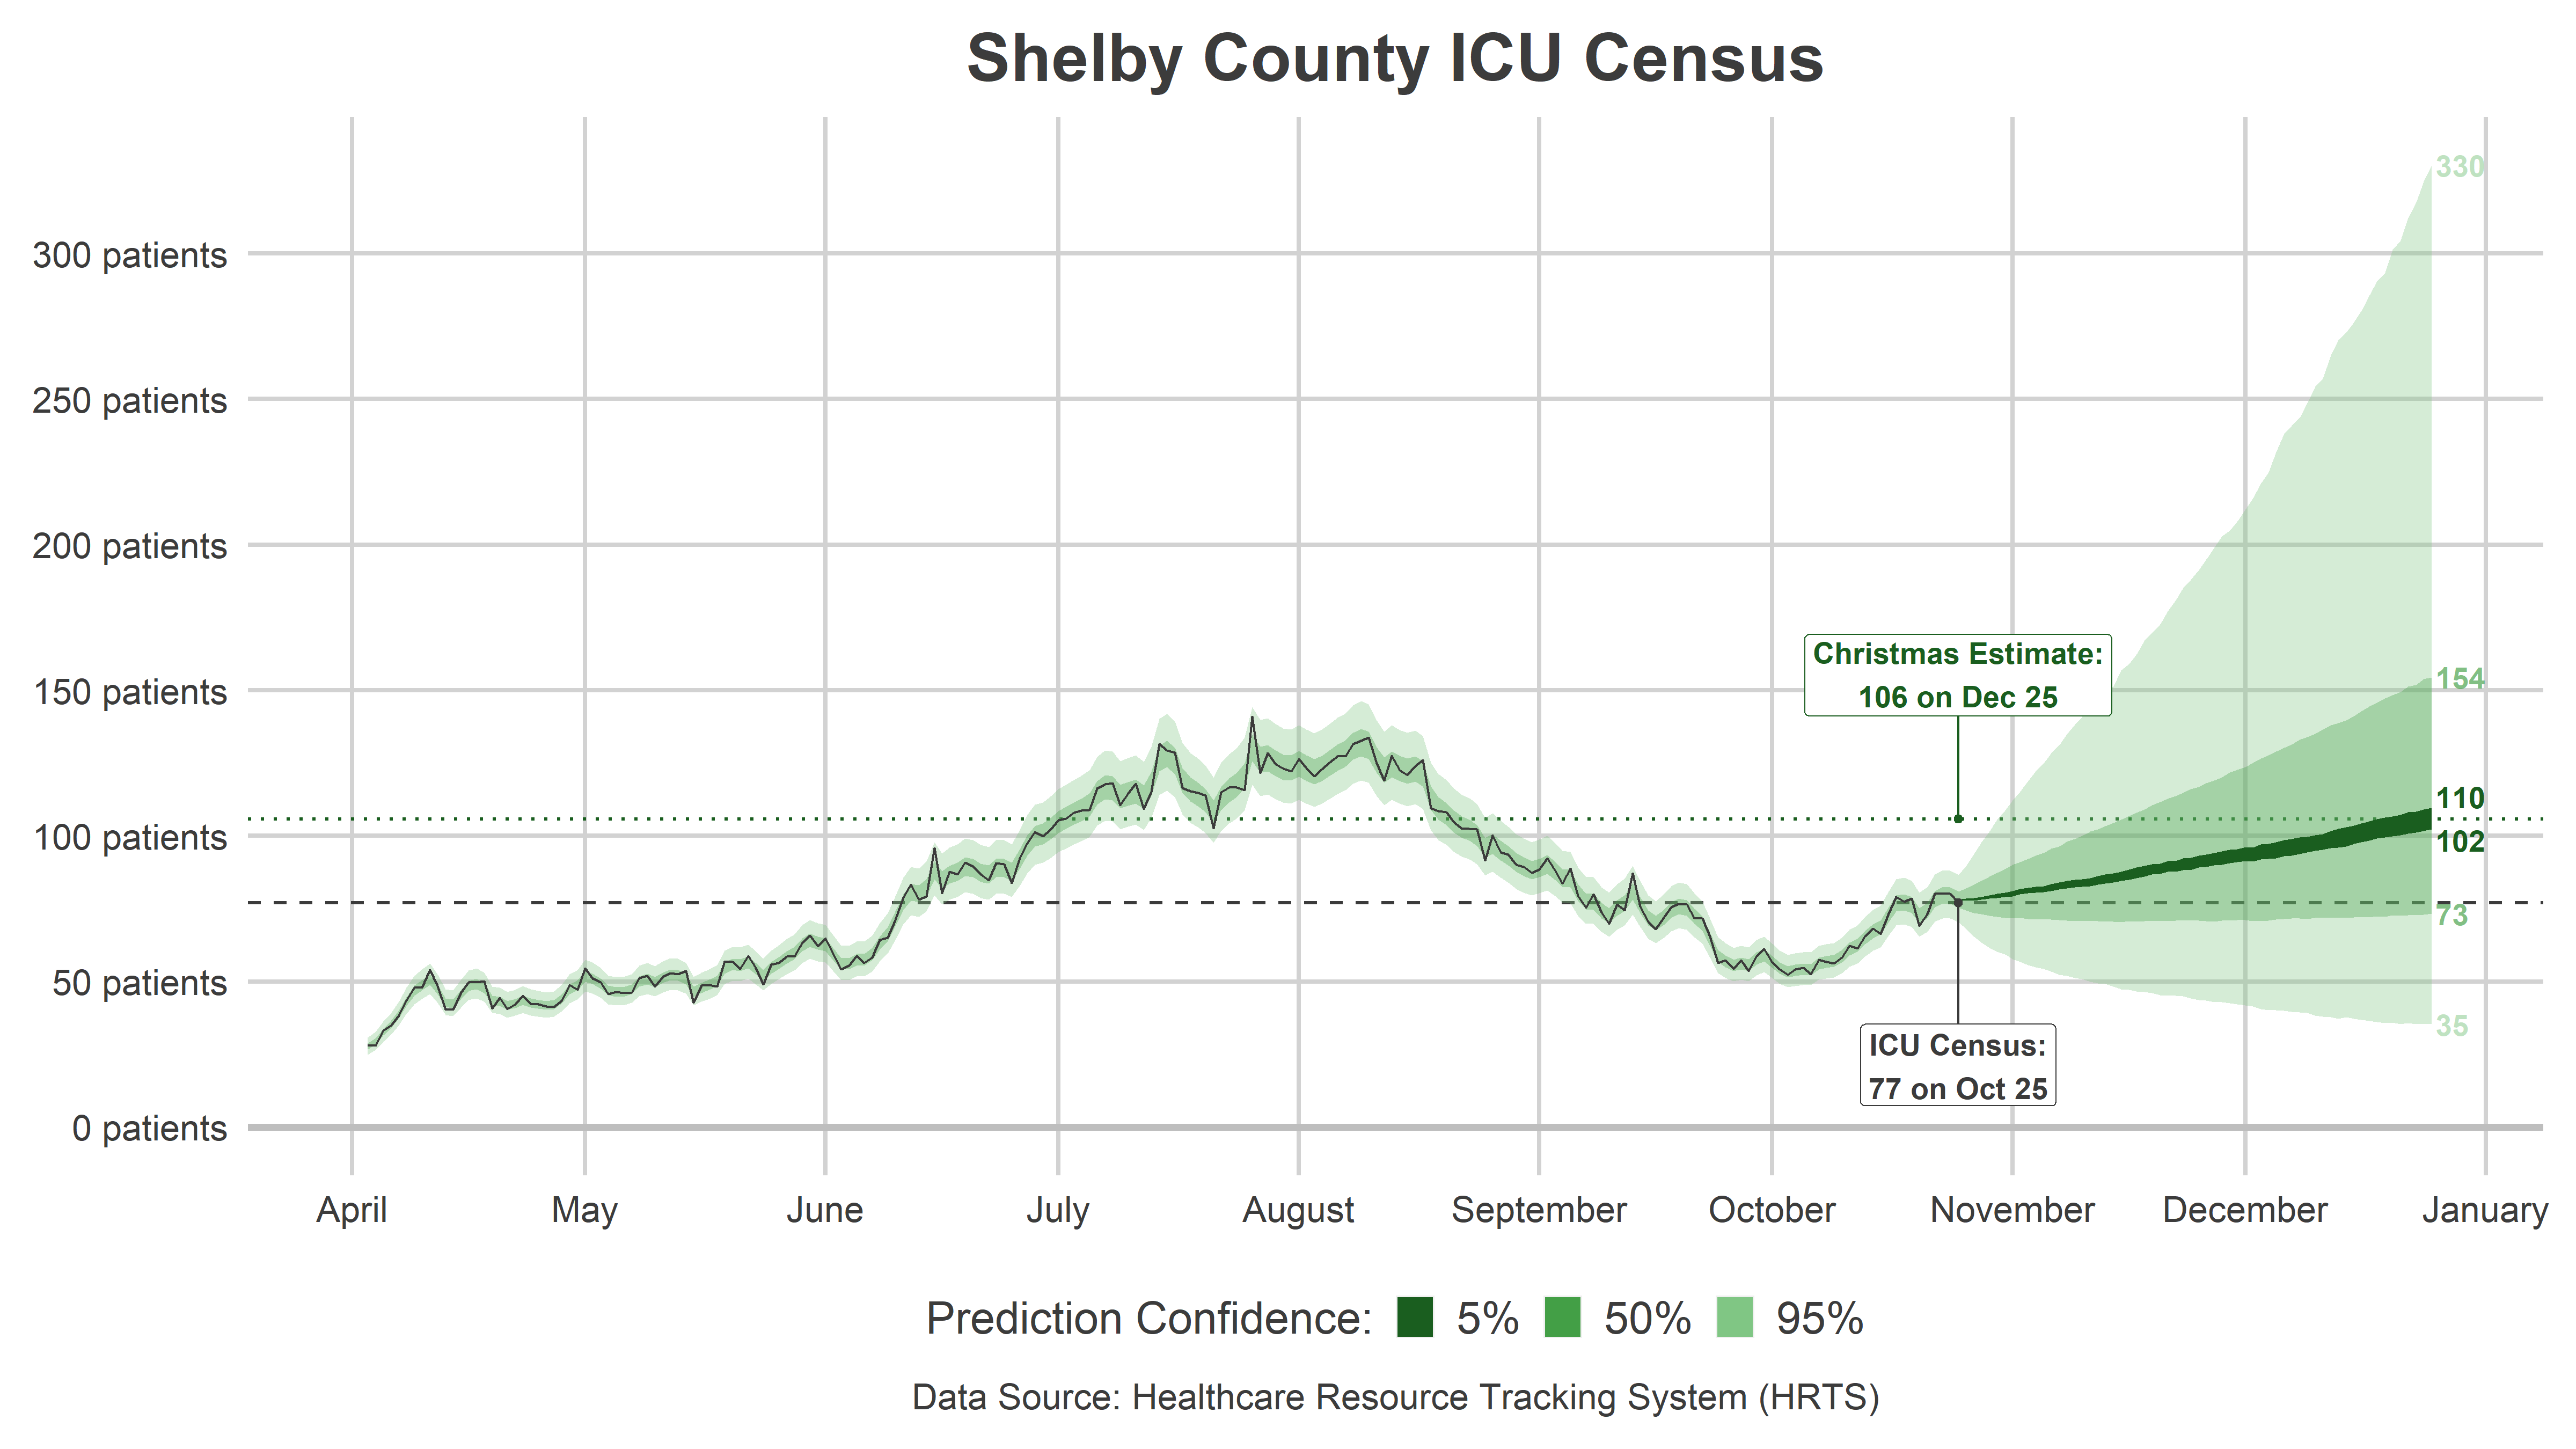 Shelby County ICU Census
330
300 patients
250 patients
200 patients
Christmas Estimate:
106 on Dec 25
154
150 patients
110
100 patients
102
73
50 patients
35
ICU Census:
77 on Oct 25
0 patients
April May June July August September October November December January
Prediction Confidence: 5% 50% 95%
Data Source: Healthcare Resource Tracking System (HRTS)